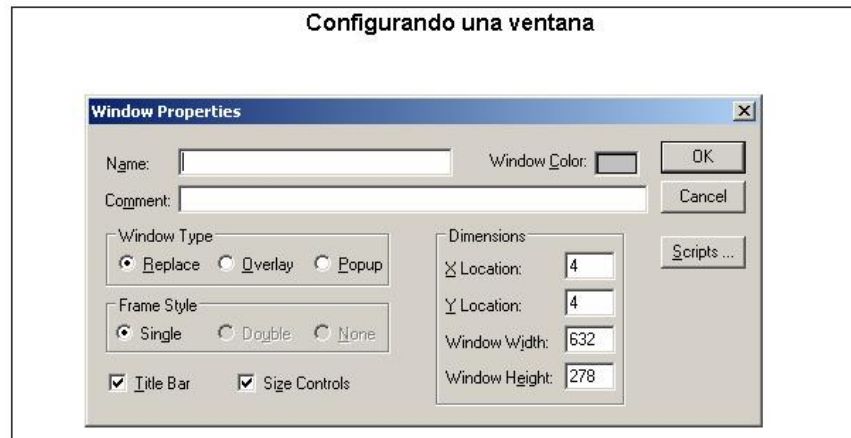 Configurando una ventana
Window Properties
Name:
Window Color:
OK
Comment:
Cancel
Window Type
Replace Overlay Popup
Frame Style
Single Double None
Title Bar Size Controls
Dimensions
X Location: 4
Y Location: 4
Window Width: 632
Window Height: 278
Scripts ...